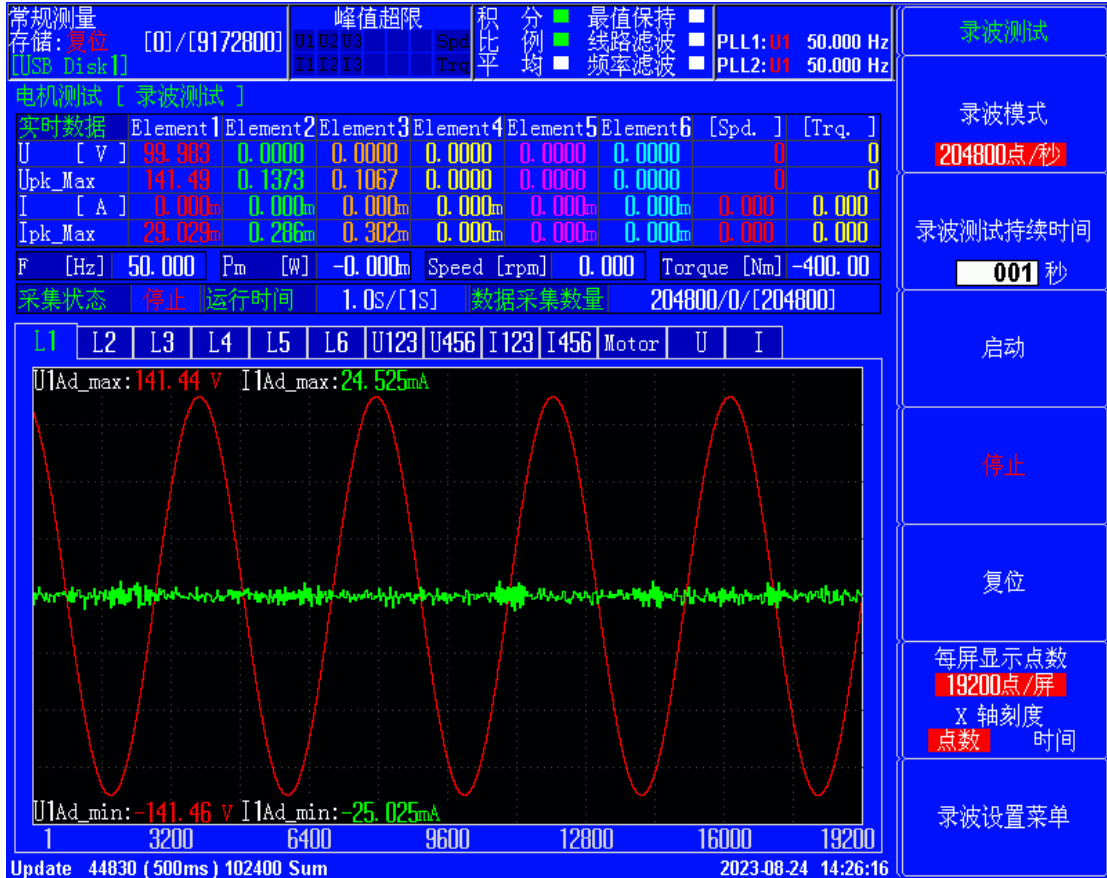 常规测量 峰值超限 积 分 最值保持
存储:复位 [0]/[9172800] U1 U2 U3 Spd 比 例 线路滤波 PLL1:U1 50.000 Hz
[USB Disk1] I1 I2 I3 Trq 平 均 频率滤波 PLL2:U1 50.000 Hz
电机测试 [ 录波测试 ]
实时数据 Element1 Element2 Element3 Element4 Element5 Element6 [Spd. ] [Trq. ]
U [ V ] 99.983 0.0000 0.0000 0.0000 0.0000 0.0000 0 0
Upk_Max 141.49 0.1373 0.1067 0.0000 0.0000 0.0000 0 0
I [ A ] 0.000m 0.000m 0.000m 0.000m 0.000m 0.000m 0.000 0.000
Ipk_Max 29.029m 0.286m 0.302m 0.000m 0.000m 0.000m 0.000 0.000
F [Hz] 50.000 Pm [W] -0.000m Speed [rpm] 0.000 Torque [Nm] -400.00
采集状态 停止 运行时间 1.0S/[1S] 数据采集数量 204800/0/[204800]
L1 L2 L3 L4 L5 L6 U123 U456 I123 I456 Motor U I
U1Ad_max:141.44 V I1Ad_max:24.525mA
U1Ad_min:-141.46 V I1Ad_min:-25.025mA
1 3200 6400 9600 12800 16000 19200
Update 44830 ( 500ms ) 102400 Sum 2023-08-24 14:26:16
录波测试
录波模式
204800点/秒
录波测试持续时间
001 秒
启动
停止
复位
每屏显示点数
19200点/屏
X 轴刻度
点数 时间
录波设置菜单